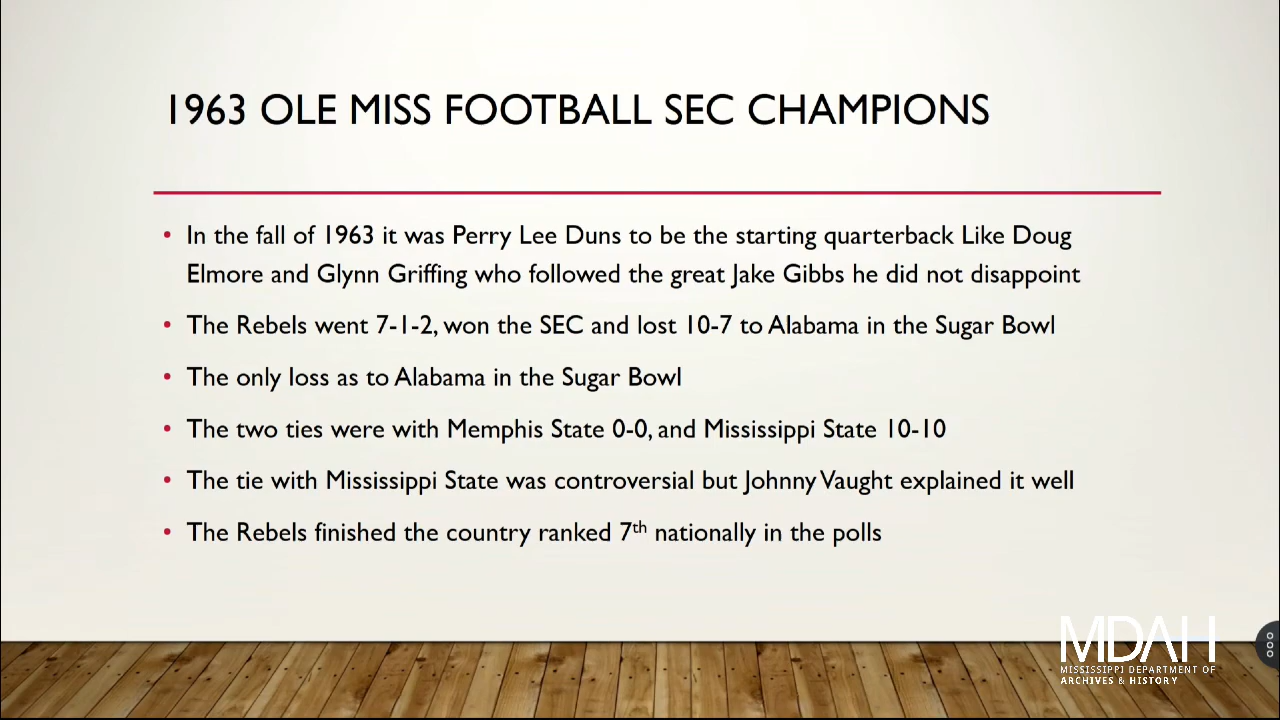 1963 OLE MISS FOOTBALL SEC CHAMPIONS
• In the fall of 1963 it was Perry Lee Duns to be the starting quarterback Like Doug
Elmore and Glynn Griffing who followed the great Jake Gibbs he did not disappoint
• The Rebels went 7-1-2, won the SEC and lost 10-7 to Alabama in the Sugar Bowl
• The only loss as to Alabama in the Sugar Bowl
• The two ties were with Memphis State 0-0, and Mississippi State 10-10
• The tie with Mississippi State was controversial but Johnny Vaught explained it well
• The Rebels finished the country ranked 7th nationally in the polls
MDAH
MISSISSIPPI DEPARTMENT OF
ARCHIVES & HISTORY